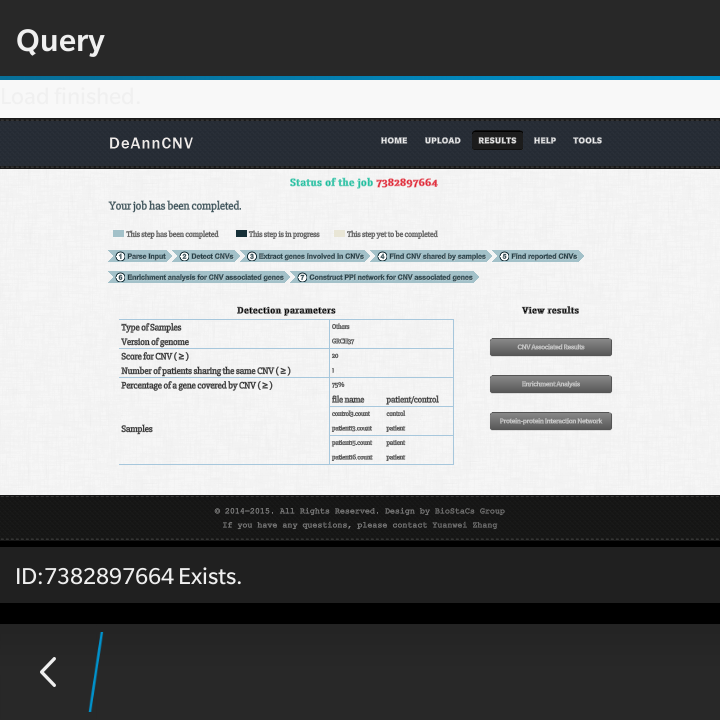 Query
Load finished.
DeAnnCNV
HOME UPLOAD RESULTS HELP TOOLS
Status of the job 7382897664
Your job has been completed.
This step has been completed This step is in progress This step yet to be completed
1 Parse Input 2 Detect CNVs 3 Extract genes involved in CNVs 4 Find CNV shared by samples 5 Find reported CNVs
6 Enrichment analysis for CNV associated genes 7 Construct PPI network for CNV associated genes
Detection parameters
Type of Samples Others
Version of genome GRCH37
Score for CNV ( ≥ ) 20
Number of patients sharing the same CNV ( ≥ ) 1
Percentage of a gene covered by CNV ( ≥ ) 75%
Samples
file name patient/control
control3.count control
patient13.count patient
patient15.count patient
patient16.count patient
View results
CNV Associated Results
Enrichment Analysis
Protein-protein Interaction Network
© 2014-2015. All Rights Reserved. Design by BioStaCs Group
If you have any questions, please contact Yuanwei Zhang
ID:7382897664 Exists.